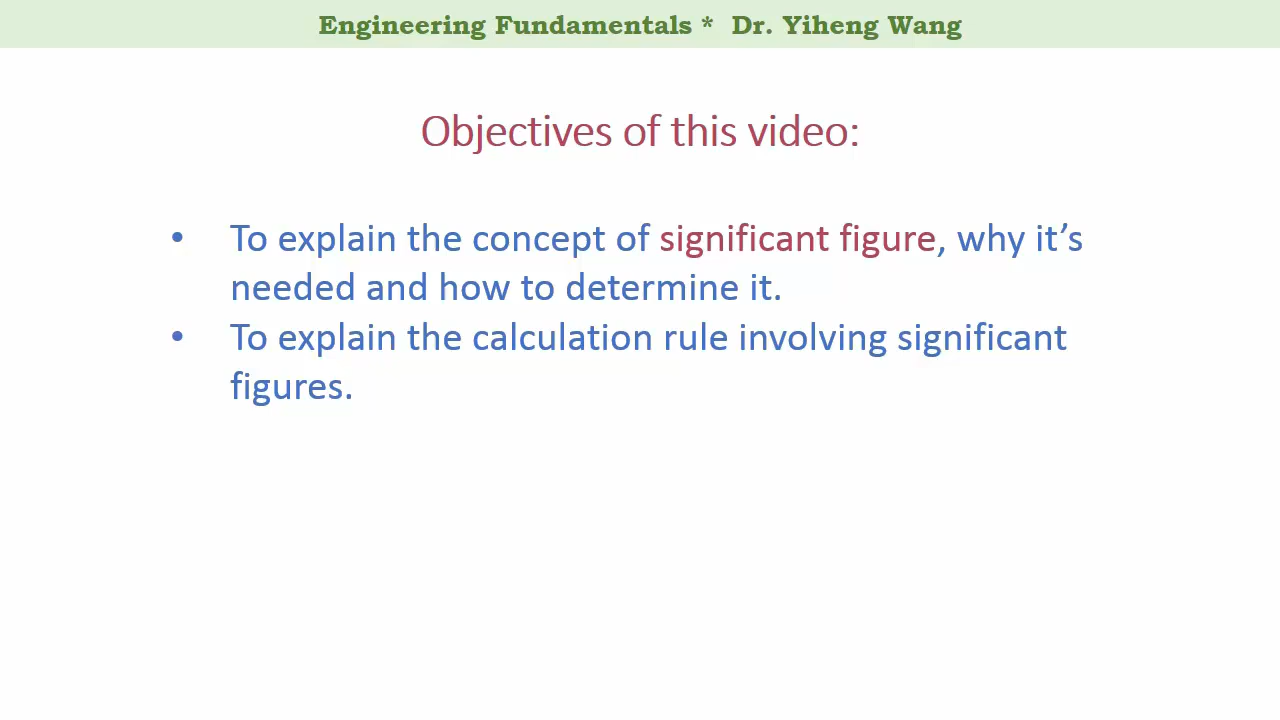 Engineering Fundamentals * Dr. Yiheng Wang
Objectives of this video:
• To explain the concept of significant figure, why it’s
needed and how to determine it.
• To explain the calculation rule involving significant
figures.